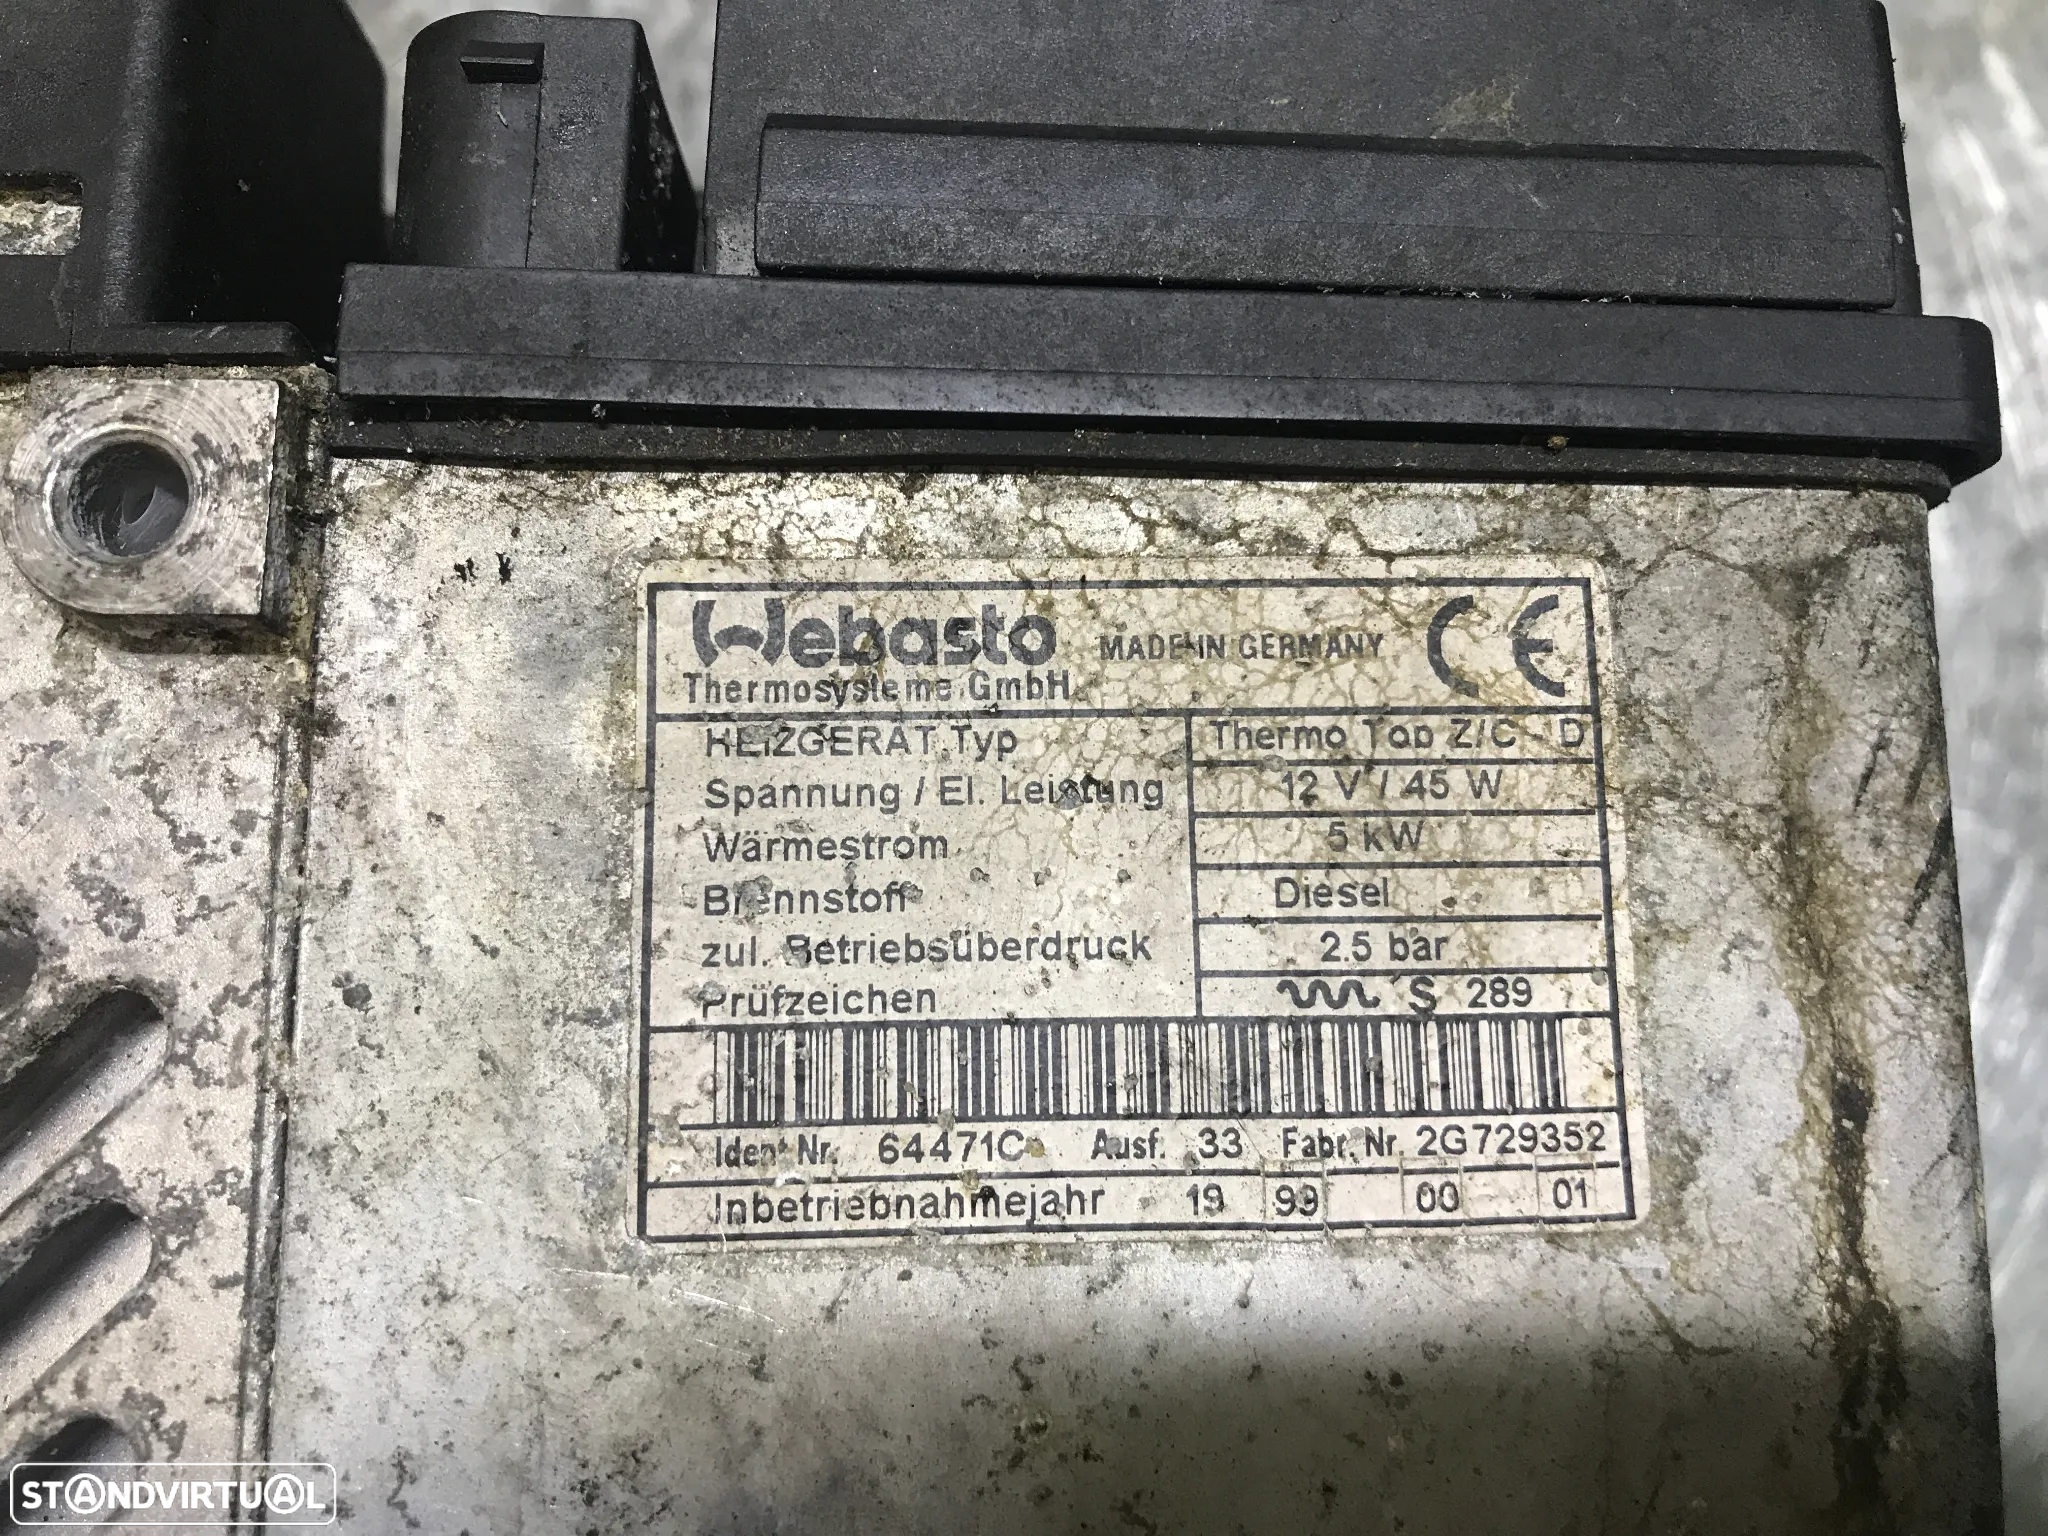 Webasto MADE IN GERMANY CE
Thermosysteme GmbH
HEIZGERÄT Typ Thermo Top Z/C - D
Spannung / El. Leistung 12 V / 45 W
Wärmestrom 5 kW
Brennstoff Diesel
zul. Betriebsüberdruck 2.5 bar
Prüfzeichen S 289
Ident Nr. 64471C Ausf. 33 Fabr. Nr. 2G729352
Inbetriebnahmejahr 19 99 00 01
STANDVIRTUAL